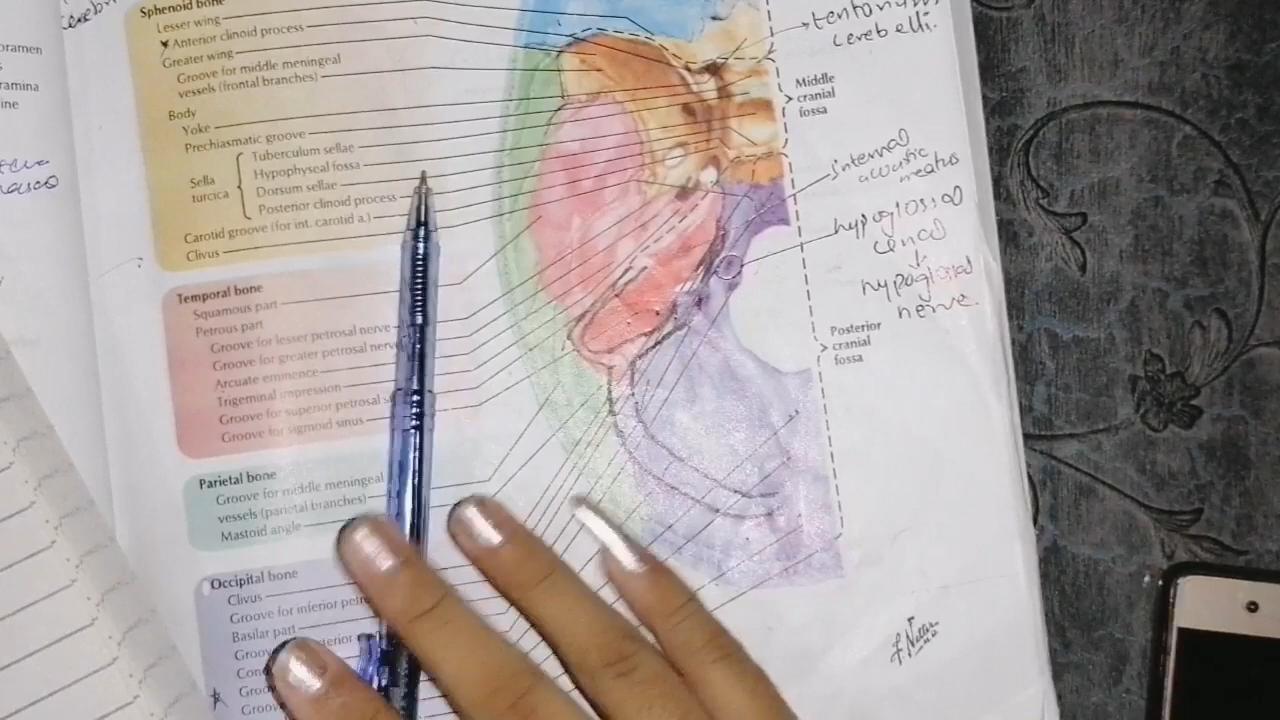 Sphenoid bone
Lesser wing
Anterior clinoid process
Greater wing
Groove for middle meningeal
vessels (frontal branches)
Body
Yoke
Prechiasmatic groove
Sella
turcica
Tuberculum sellae
Hypophyseal fossa
Dorsum sellae
Posterior clinoid process
Carotid groove (for int. carotid a.)
Clivus
Temporal bone
Squamous part
Petrous part
Groove for lesser petrosal nerve
Groove for greater petrosal nerve
Arcuate eminence
Trigeminal impression
Groove for superior petrosal s
Groove for sigmoid sinus
Parietal bone
Groove for middle meningeal
vessels (parietal branches)
Mastoid angle
Occipital bone
Clivus
Groove for inferior petr
Basilar part
Middle
cranial
fossa
Posterior
cranial
fossa
cerebelli.
internal
acoustic
meatus
hypoglossal
hypoglossal
nerve.